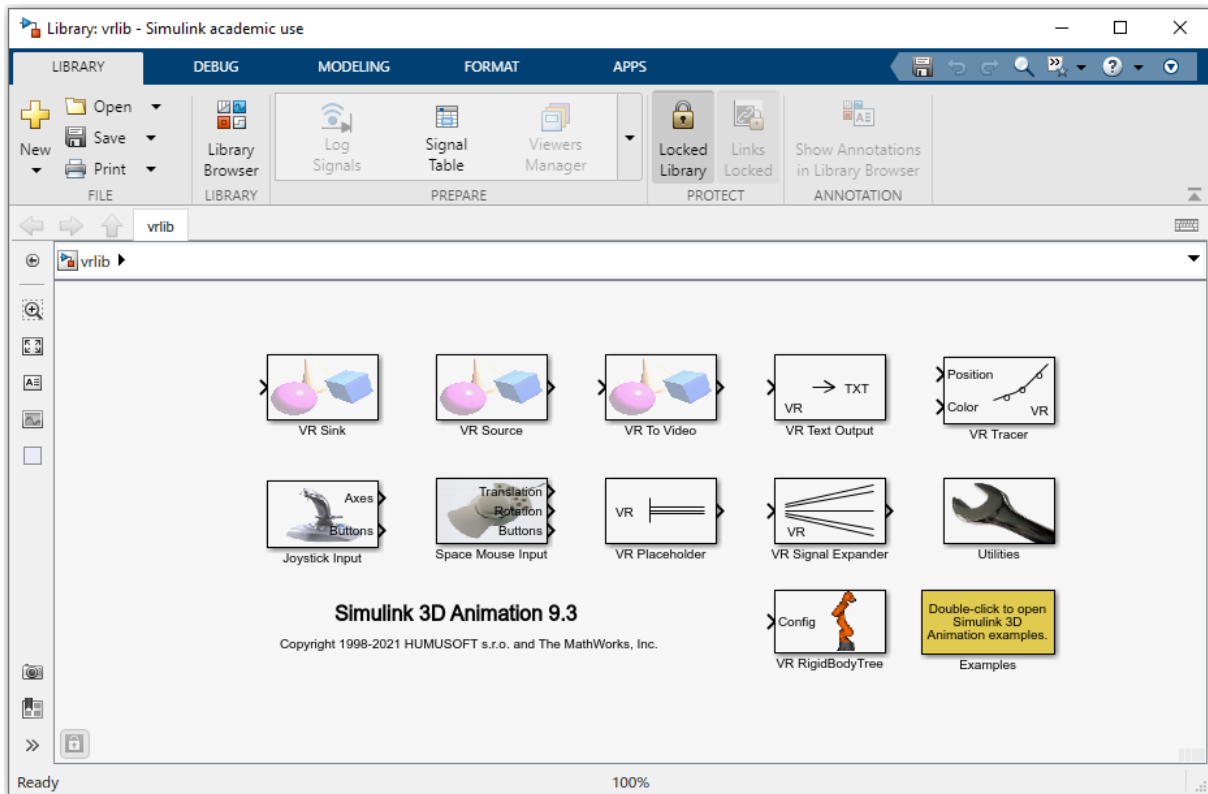 Library: vrlib - Simulink academic use
LIBRARY DEBUG MODELING FORMAT APPS
New
Open
Save
Print
FILE
Library
Browser
LIBRARY
Log
Signals
Signal
Table
Viewers
Manager
PREPARE
Locked
Library
Links
Locked
PROTECT
Show Annotations
in Library Browser
ANNOTATION
vrlib
vrlib
VR Sink
VR Source
VR To Video
TXT
VR
VR Text Output
Position
Color
VR
VR Tracer
Axes
Buttons
Joystick Input
Translation
Rotation
Buttons
Space Mouse Input
VR
VR Placeholder
VR
VR Signal Expander
Utilities
Simulink 3D Animation 9.3
Copyright 1998-2021 HUMUSOFT s.r.o. and The MathWorks, Inc.
Config
VR RigidBodyTree
Double-click to open
Simulink 3D
Animation examples.
Examples
Ready
100%